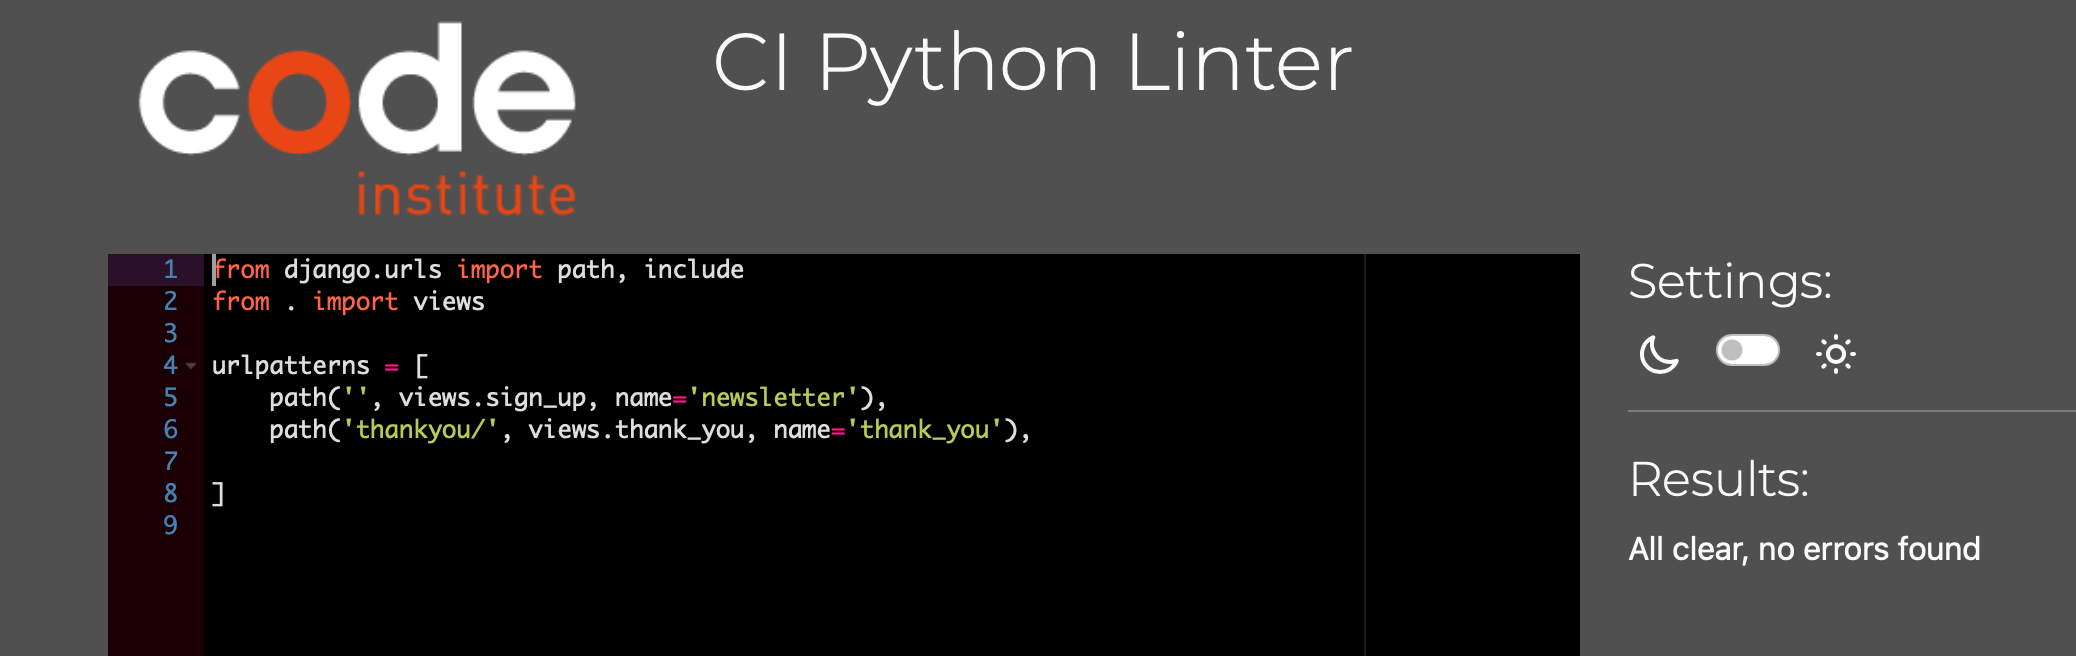 code
institute
CI Python Linter
1 from django.urls import path, include
2 from . import views
3
4 urlpatterns = [
5     path('', views.sign_up, name='newsletter'),
6     path('thankyou/', views.thank_you, name='thank_you'),
7
8 ]
9
Settings:
Results:
All clear, no errors found